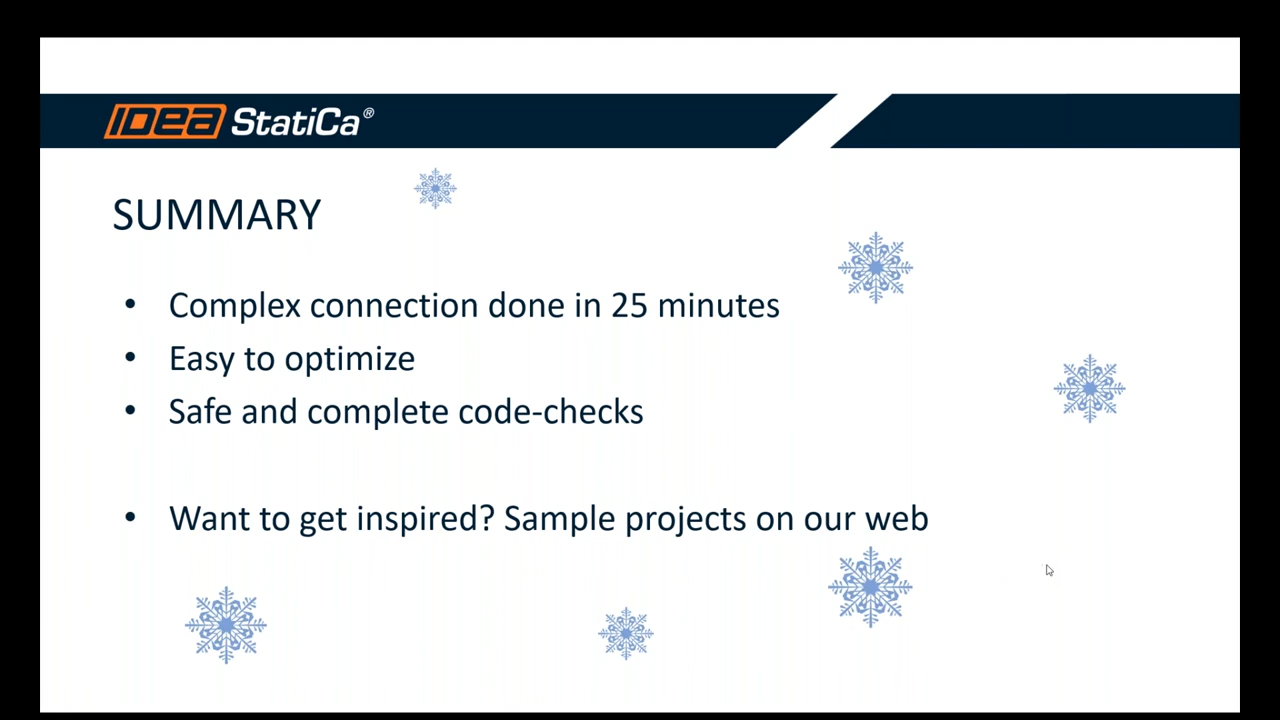 IDEA StatiCa®
SUMMARY
• Complex connection done in 25 minutes
• Easy to optimize
• Safe and complete code-checks
• Want to get inspired? Sample projects on our web